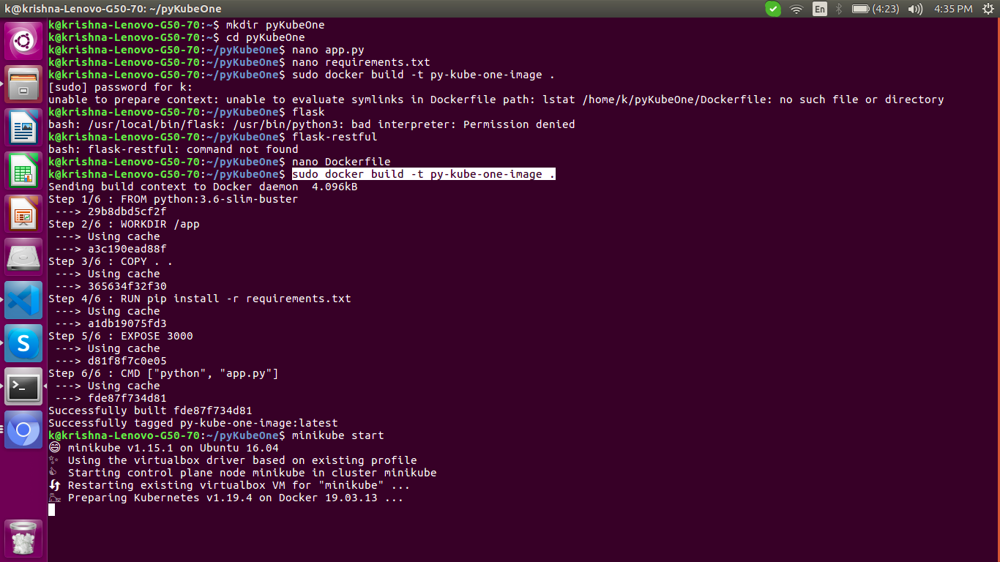 k@krishna-Lenovo-G50-70: ~/pyKubeOne
En
(4:23)
4:35 PM
k@krishna-Lenovo-G50-70:~$ mkdir pyKubeOne
k@krishna-Lenovo-G50-70:~$ cd pyKubeOne
k@krishna-Lenovo-G50-70:~/pyKubeOne$ nano app.py
k@krishna-Lenovo-G50-70:~/pyKubeOne$ nano requirements.txt
k@krishna-Lenovo-G50-70:~/pyKubeOne$ sudo docker build -t py-kube-one-image .
[sudo] password for k:
unable to prepare context: unable to evaluate symlinks in Dockerfile path: lstat /home/k/pyKubeOne/Dockerfile: no such file or directory
k@krishna-Lenovo-G50-70:~/pyKubeOne$ flask
bash: /usr/local/bin/flask: /usr/bin/python3: bad interpreter: Permission denied
k@krishna-Lenovo-G50-70:~/pyKubeOne$ flask-restful
bash: flask-restful: command not found
k@krishna-Lenovo-G50-70:~/pyKubeOne$ nano Dockerfile
k@krishna-Lenovo-G50-70:~/pyKubeOne$ sudo docker build -t py-kube-one-image .
Sending build context to Docker daemon  4.096kB
Step 1/6 : FROM python:3.6-slim-buster
 ---> 29b8dbd5cf2f
Step 2/6 : WORKDIR /app
 ---> Using cache
 ---> a3c190ead88f
Step 3/6 : COPY . .
 ---> Using cache
 ---> 365634f32f30
Step 4/6 : RUN pip install -r requirements.txt
 ---> Using cache
 ---> a1db19075fd3
Step 5/6 : EXPOSE 3000
 ---> Using cache
 ---> d81f8f7c0e05
Step 6/6 : CMD ["python", "app.py"]
 ---> Using cache
 ---> fde87f734d81
Successfully built fde87f734d81
Successfully tagged py-kube-one-image:latest
k@krishna-Lenovo-G50-70:~/pyKubeOne$ minikube start
😄  minikube v1.15.1 on Ubuntu 16.04
✨  Using the virtualbox driver based on existing profile
👍  Starting control plane node minikube in cluster minikube
🔄  Restarting existing virtualbox VM for "minikube" ...
🐳  Preparing Kubernetes v1.19.4 on Docker 19.03.13 ...
S
>_